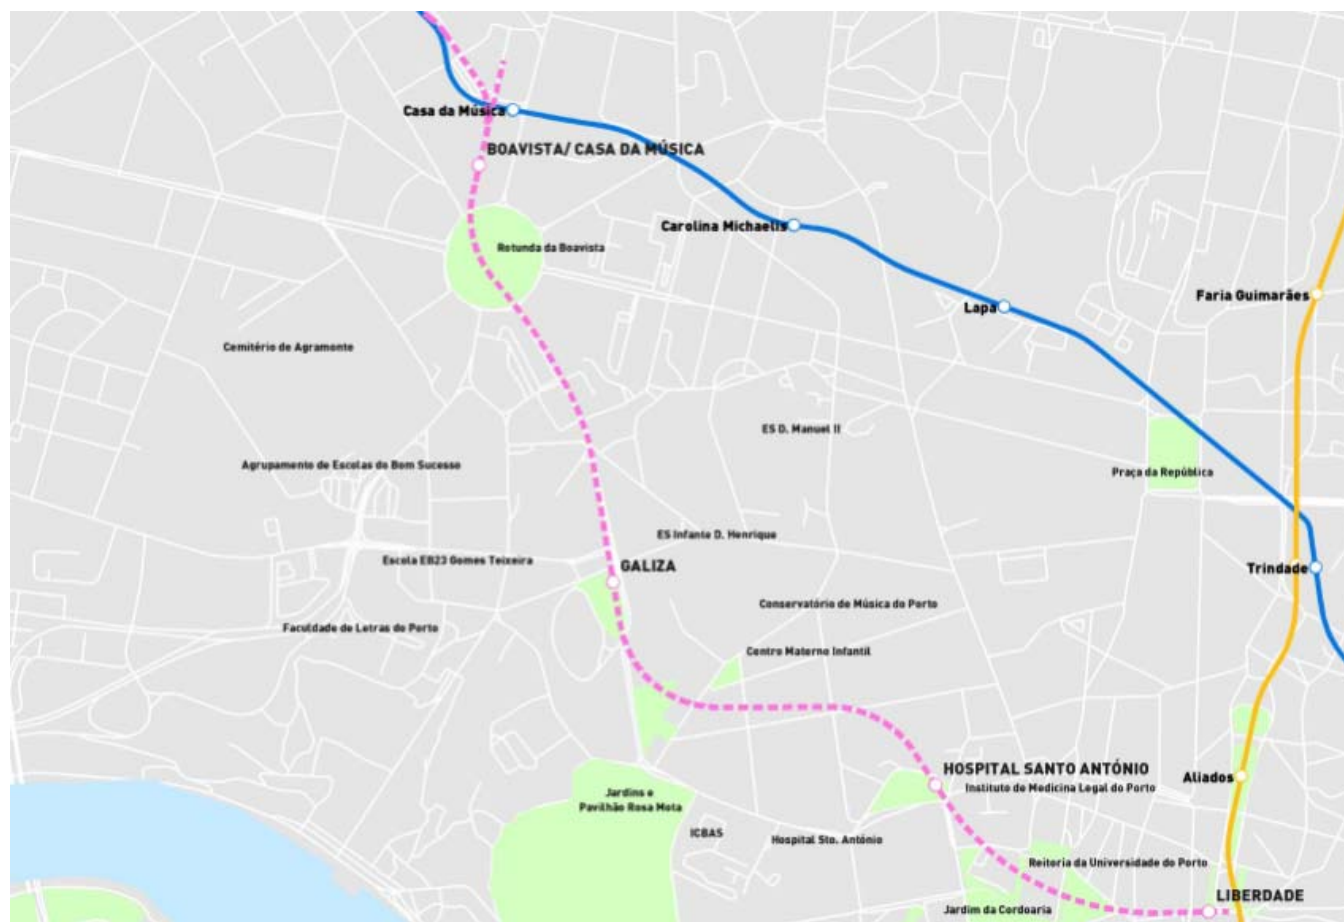 Casa da Música
BOAVISTA/ CASA DA MÚSICA
Carolina Michaelis
Rotunda da Boavista
Faria Guimarães
Lapa
Cemitério de Agramonte
ES D. Manuel II
Agrupamento de Escolas do Bom Sucesso
Praça da República
ES Infante D. Henrique
Escola EB23 Gomes Teixeira
GALIZA
Trindade
Conservatório de Música do Porto
Faculdade de Letras do Porto
Centro Materno Infantil
HOSPITAL SANTO ANTÓNIO
Aliados
Instituto de Medicina Legal do Porto
Jardins e
Pavilhão Rosa Mota
ICBAS
Hospital Sto. António
Reitoria da Universidade do Porto
LIBERDADE
Jardim da Cordoaria